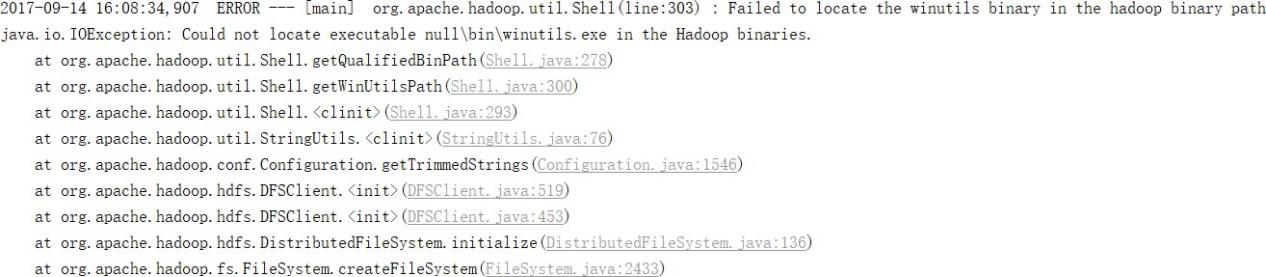 2017-09-14 16:08:34,907 ERROR --- [main] org.apache.hadoop.util.Shell(line:303) : Failed to locate the winutils binary in the hadoop binary path
java.io.IOException: Could not locate executable null\bin\winutils.exe in the Hadoop binaries.
at org.apache.hadoop.util.Shell.getQualifiedBinPath(Shell.java:278)
at org.apache.hadoop.util.Shell.getWinUtilsPath(Shell.java:300)
at org.apache.hadoop.util.Shell.<clinit>(Shell.java:293)
at org.apache.hadoop.util.StringUtils.<clinit>(StringUtils.java:76)
at org.apache.hadoop.conf.Configuration.getTrimmedStrings(Configuration.java:1546)
at org.apache.hadoop.hdfs.DFSClient.<init>(DFSClient.java:519)
at org.apache.hadoop.hdfs.DFSClient.<init>(DFSClient.java:453)
at org.apache.hadoop.hdfs.DistributedFileSystem.initialize(DistributedFileSystem.java:136)
at org.apache.hadoop.fs.FileSystem.createFileSystem(FileSystem.java:2433)